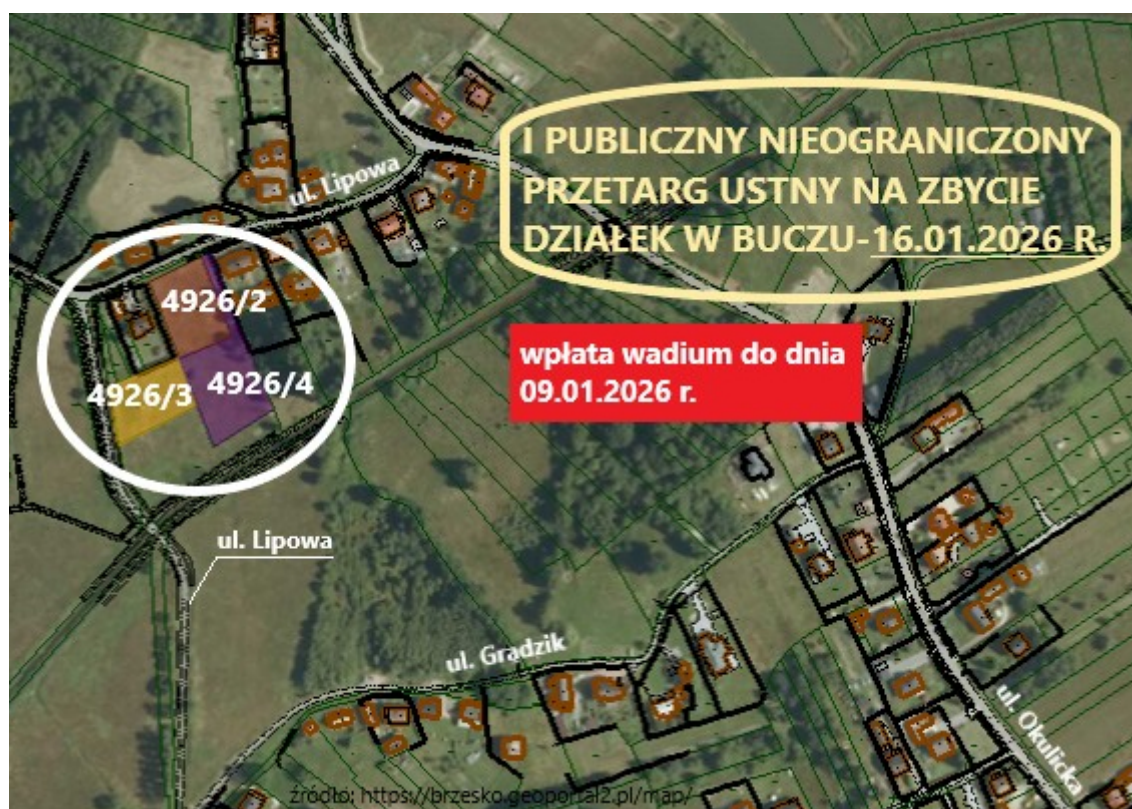 I PUBLICZNY NIEOGRANICZONY
PRZETARG USTNY NA ZBYCIE
DZIAŁEK W BUCZU-16.01.2026 R.
ul. Lipowa
4926/2
4926/3
4926/4
wpłata wadium do dnia
09.01.2026 r.
ul. Lipowa
ul. Grądzik
ul. Okulicka
źródło: https://brzesko.geoportal2.pl/map/